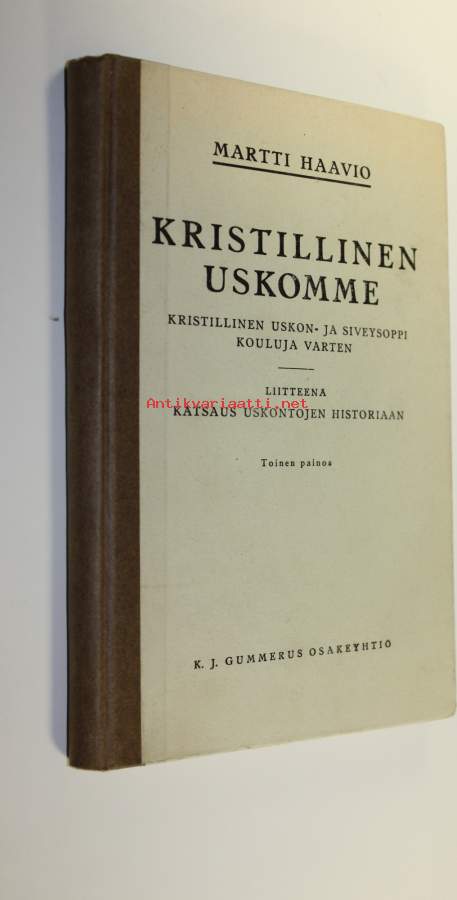 MARTTI HAAVIO
KRISTILLINEN
USKOMME
KRISTILLINEN USKON- JA SIVEYSOPPI
KOULUJA VARTEN
LIITTEENÄ
Antikvariaatti.net
KATSAUS USKONTOJEN HISTORIAAN
Toinen painos
K. J. GUMMERUS OSAKEYHTIÖ